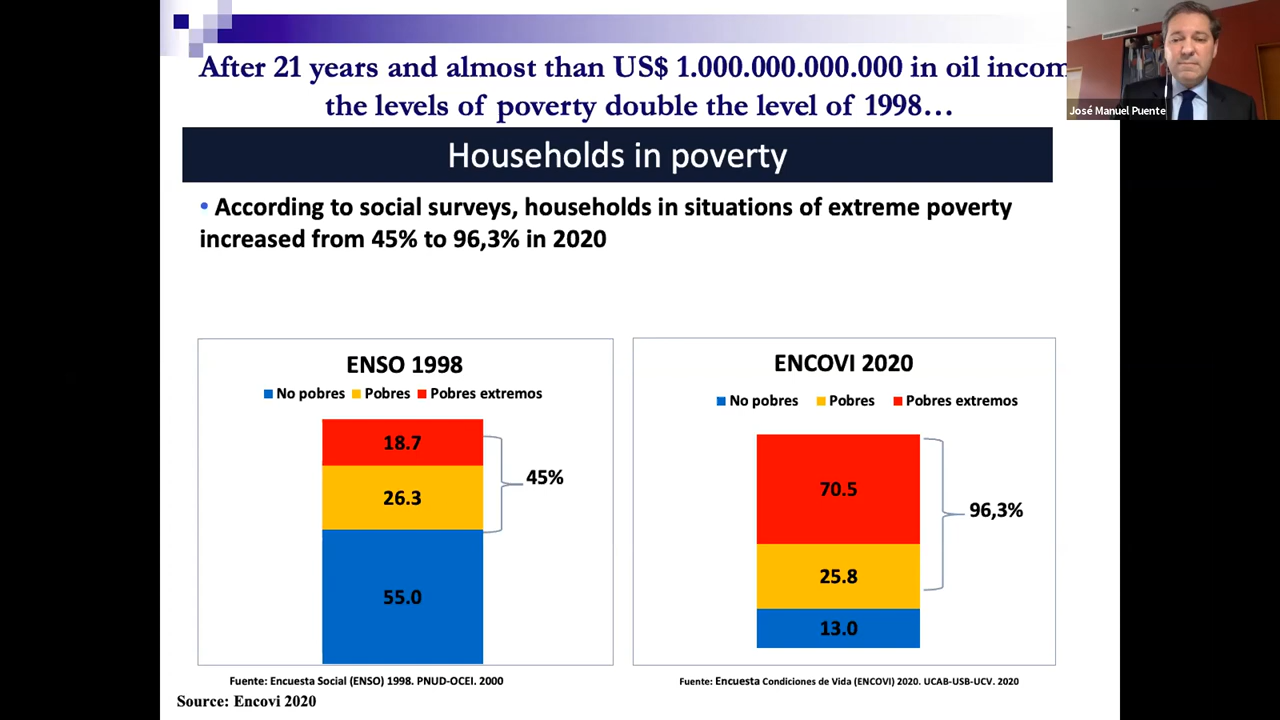 After 21 years and almost than US$ 1.000.000.000.000 in oil incom
the levels of poverty double the level of 1998…
José Manuel Puente
Households in poverty
• According to social surveys, households in situations of extreme poverty
increased from 45% to 96,3% in 2020
ENSO 1998
No pobres Pobres Pobres extremos
18.7
26.3
55.0
45%
Fuente: Encuesta Social (ENSO) 1998. PNUD-OCEI. 2000
ENCOVI 2020
No pobres Pobres Pobres extremos
70.5
25.8
13.0
96,3%
Fuente: Encuesta Condiciones de Vida (ENCOVI) 2020. UCAB-USB-UCV. 2020
Source: Encovi 2020